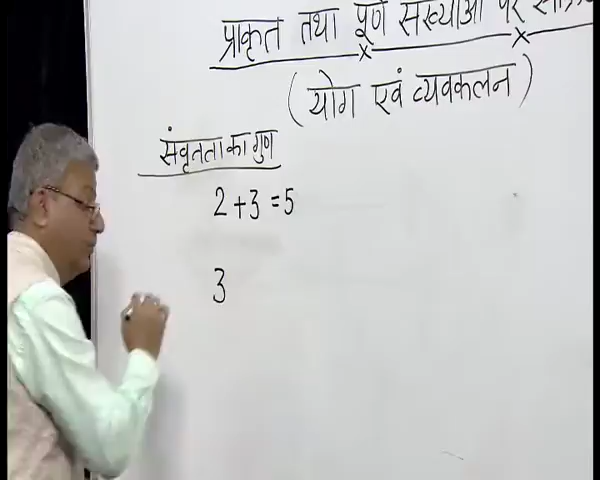 प्राकृत तथा पूर्ण संख्याओं पर
(योग एवं व्यवकलन)
संवृतता का गुण
2 + 3 = 5
3